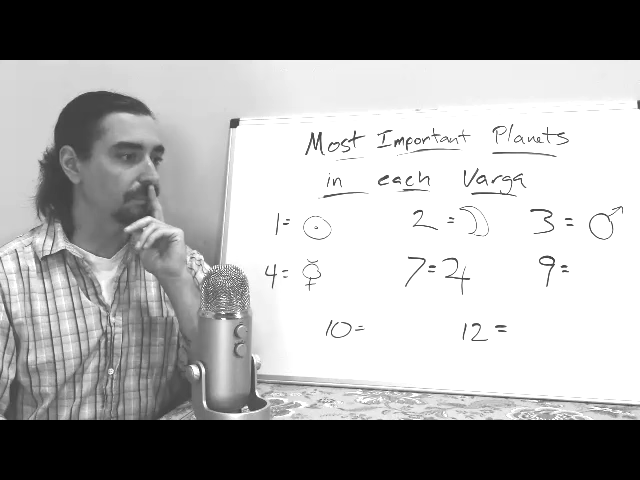 Most Important Planets
in each Varga
1 = ☉ 2 = ☽ 3 = ♂
4 = ☿ 7 = ♃ 9 =
10 = 12 =